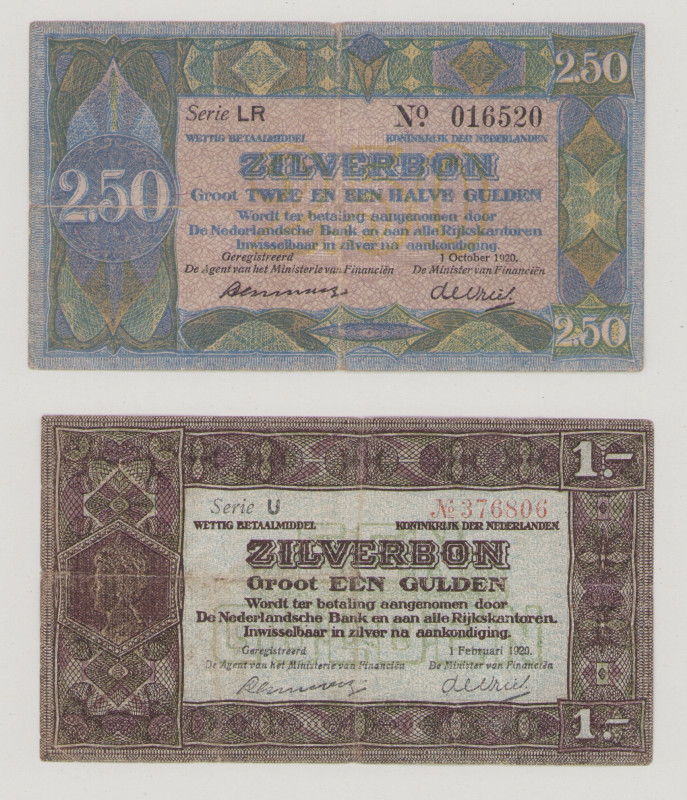 2.50
Serie LR Nº 016520
WETTIG BETAALMIDDEL KONINKRIJK DER NEDERLANDEN
ZILVERBON
2.50
Groot TWEE EN EEN HALVE GULDEN
Wordt ter betaling aangenomen door
De Nederlandsche Bank en aan alle Rijkskantoren
Inwisselbaar in zilver na aankondiging.
Geregistreerd 1 October 1920.
De Agent van het Ministerie van Financiën De Minister van Financiën
2.50
1.-
Serie U Nº 376806
WETTIG BETAALMIDDEL KONINKRIJK DER NEDERLANDEN
ZILVERBON
Groot EEN GULDEN
Wordt ter betaling aangenomen door
De Nederlandsche Bank en aan alle Rijkskantoren.
Inwisselbaar in zilver na aankondiging.
Geregistreerd 1 Februari 1920.
De Agent van het Ministerie van Financiën De Minister van Financiën
1.-